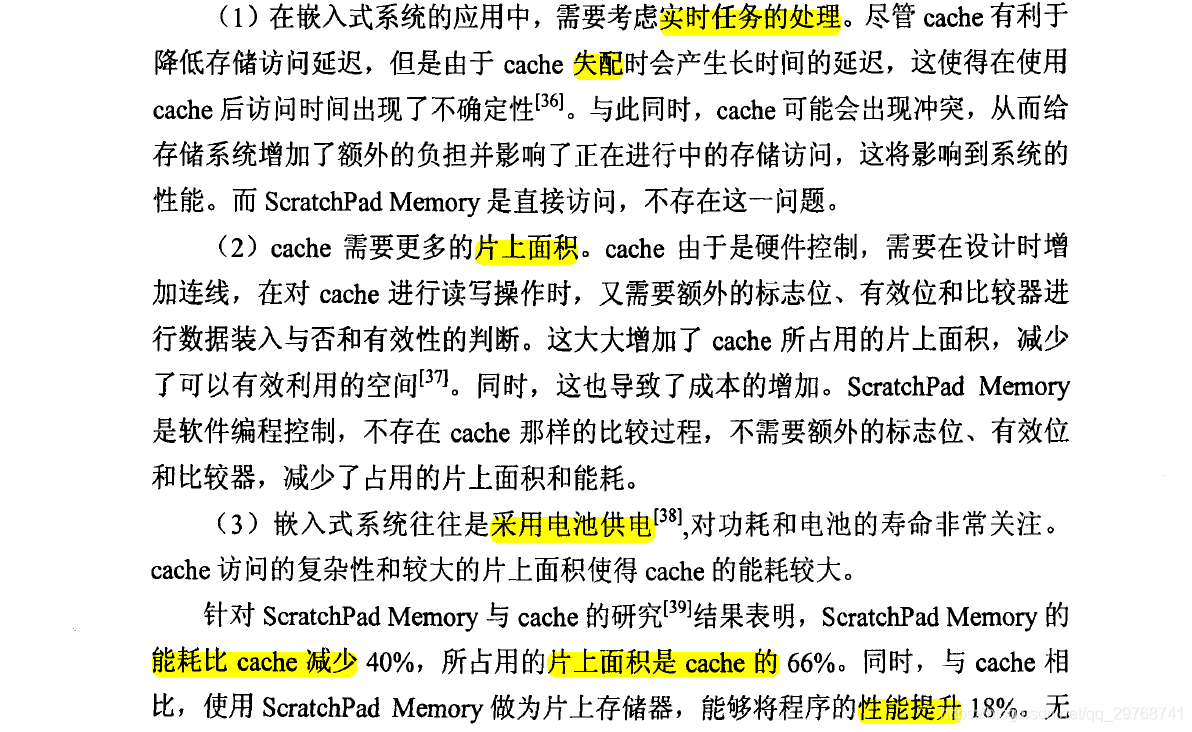 （1）在嵌入式系统的应用中，需要考虑实时任务的处理。尽管 cache 有利于
降低存储访问延迟，但是由于 cache 失配时会产生长时间的延迟，这使得在使用
cache 后访问时间出现了不确定性[36]。与此同时，cache 可能会出现冲突，从而给
存储系统增加了额外的负担并影响了正在进行中的存储访问，这将影响到系统的
性能。而 ScratchPad Memory 是直接访问，不存在这一问题。
（2）cache 需要更多的片上面积。cache 由于是硬件控制，需要在设计时增
加连线，在对 cache 进行读写操作时，又需要额外的标志位、有效位和比较器进
行数据装入与否和有效性的判断。这大大增加了 cache 所占用的片上面积，减少
了可以有效利用的空间[37]。同时，这也导致了成本的增加。ScratchPad Memory
是软件编程控制，不存在 cache 那样的比较过程，不需要额外的标志位、有效位
和比较器，减少了占用的片上面积和能耗。
（3）嵌入式系统往往是采用电池供电[38],对功耗和电池的寿命非常关注。
cache 访问的复杂性和较大的片上面积使得 cache 的能耗较大。
针对 ScratchPad Memory 与 cache 的研究[39]结果表明，ScratchPad Memory 的
能耗比 cache 减少 40%，所占用的片上面积是 cache 的 66%。同时，与 cache 相
比，使用 ScratchPad Memory 做为片上存储器，能够将程序的性能提升 18%。无
net/qq_29768741